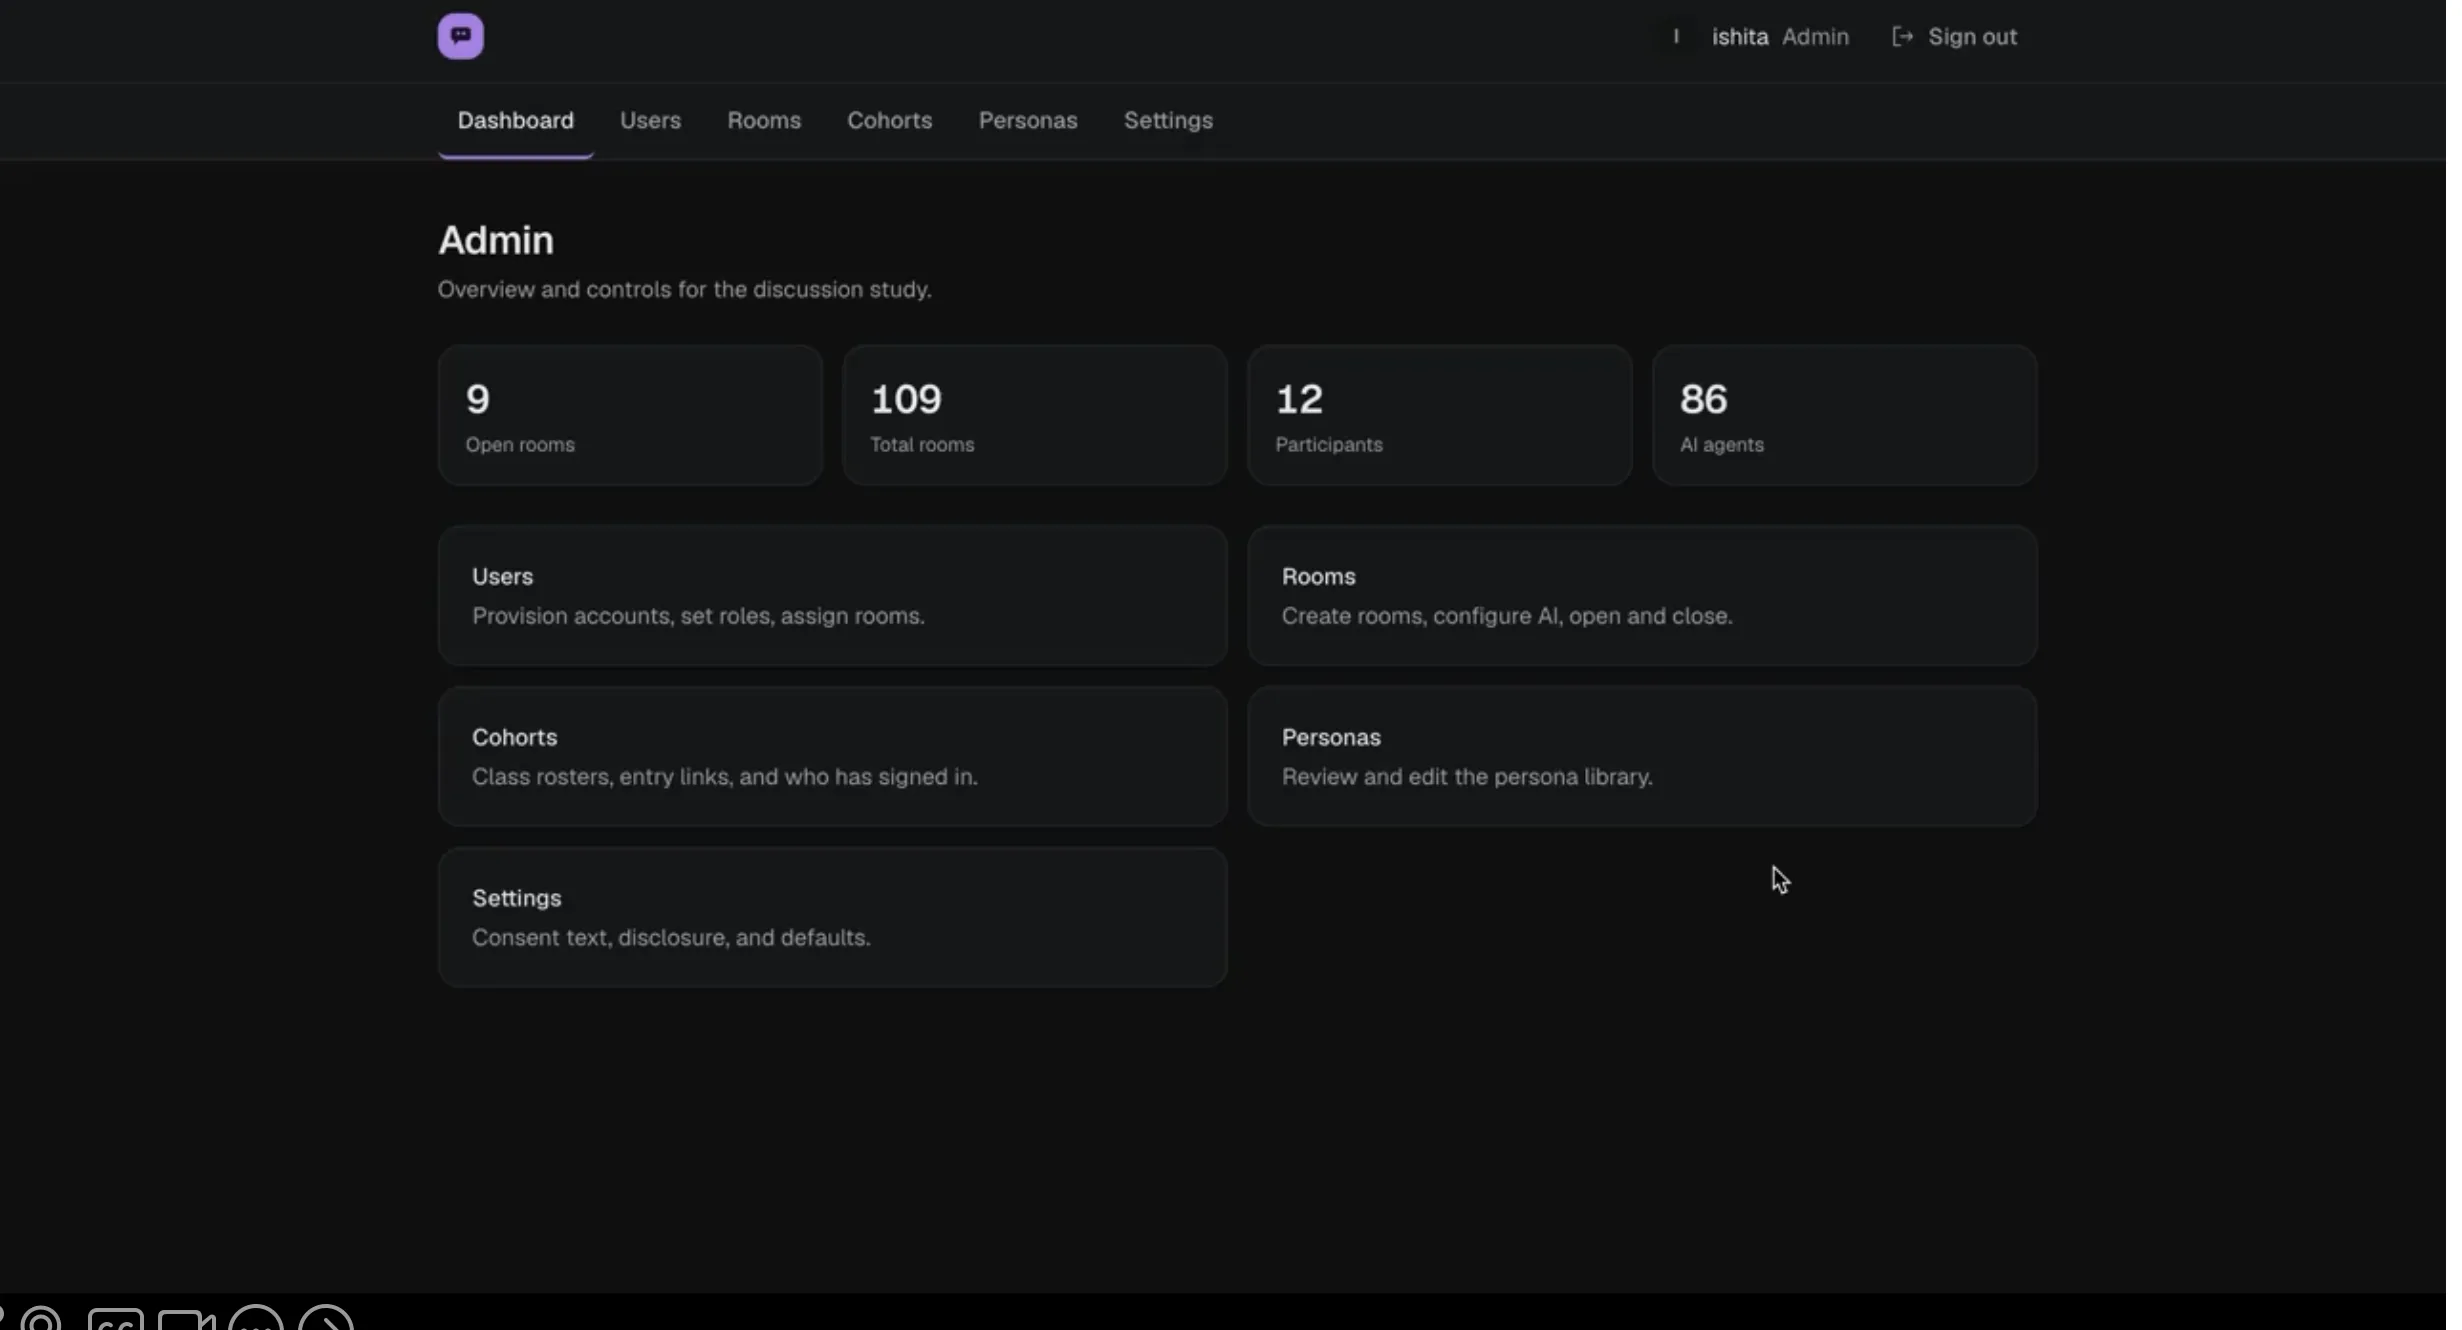 I ishita Admin Sign out
Dashboard Users Rooms Cohorts Personas Settings
Admin
Overview and controls for the discussion study.
9
Open rooms
109
Total rooms
12
Participants
86
AI agents
Users
Provision accounts, set roles, assign rooms.
Rooms
Create rooms, configure AI, open and close.
Cohorts
Class rosters, entry links, and who has signed in.
Personas
Review and edit the persona library.
Settings
Consent text, disclosure, and defaults.
CC